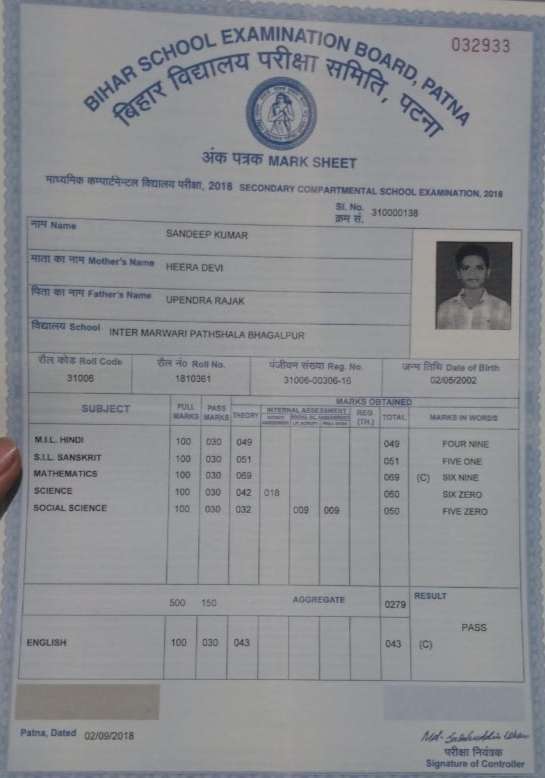 032933
BIHAR SCHOOL EXAMINATION BOARD, PATNA
बिहार विद्यालय परीक्षा समिति, पटना
अंक पत्रक MARK SHEET
माध्यमिक कम्पार्टमेन्टल विद्यालय परीक्षा, 2018 SECONDARY COMPARTMENTAL SCHOOL EXAMINATION, 2018
Sl. No. 310000138
क्रम सं.
नाम Name SANDEEP KUMAR
माता का नाम Mother's Name HEERA DEVI
पिता का नाम Father's Name UPENDRA RAJAK
विद्यालय School INTER MARWARI PATHSHALA BHAGALPUR
रौल कोड Roll Code रौल नं० Roll No. पंजीयन संख्या Reg. No. जन्म तिथि Date of Birth
31006 1810361 31006-00306-16 02/05/2002
SUBJECT FULL MARKS PASS MARKS THEORY INTERNAL ASSESSMENT REG (TH.) MARKS OBTAINED TOTAL MARKS IN WORDS
M.I.L. HINDI 100 030 049 049 FOUR NINE
S.I.L. SANSKRIT 100 030 051 051 FIVE ONE
MATHEMATICS 100 030 069 069 (C) SIX NINE
SCIENCE 100 030 042 018 060 SIX ZERO
SOCIAL SCIENCE 100 030 032 009 009 050 FIVE ZERO
500 150 AGGREGATE 0279 RESULT
PASS
ENGLISH 100 030 043 043 (C)
Patna, Dated 02/09/2018
परीक्षा नियंत्रक
Signature of Controller